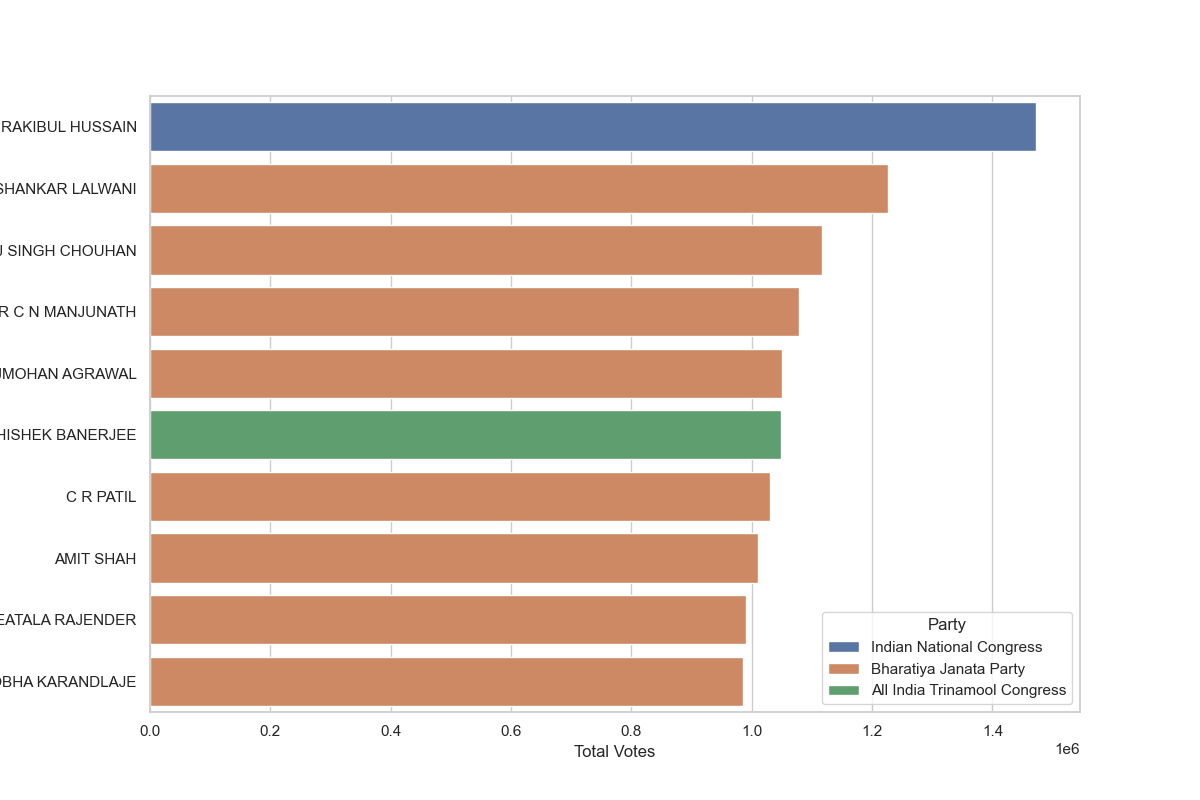 RAKIBUL HUSSAIN
SHANKAR LALWANI
J SINGH CHOUHAN
R C N MANJUNATH
JMOHAN AGRAWAL
HISHEK BANERJEE
C R PATIL
AMIT SHAH
EATALA RAJENDER
OBHA KARANDLAJE
Party
Indian National Congress
Bharatiya Janata Party
All India Trinamool Congress
0.0 0.2 0.4 0.6 0.8 1.0 1.2 1.4
1e6
Total Votes